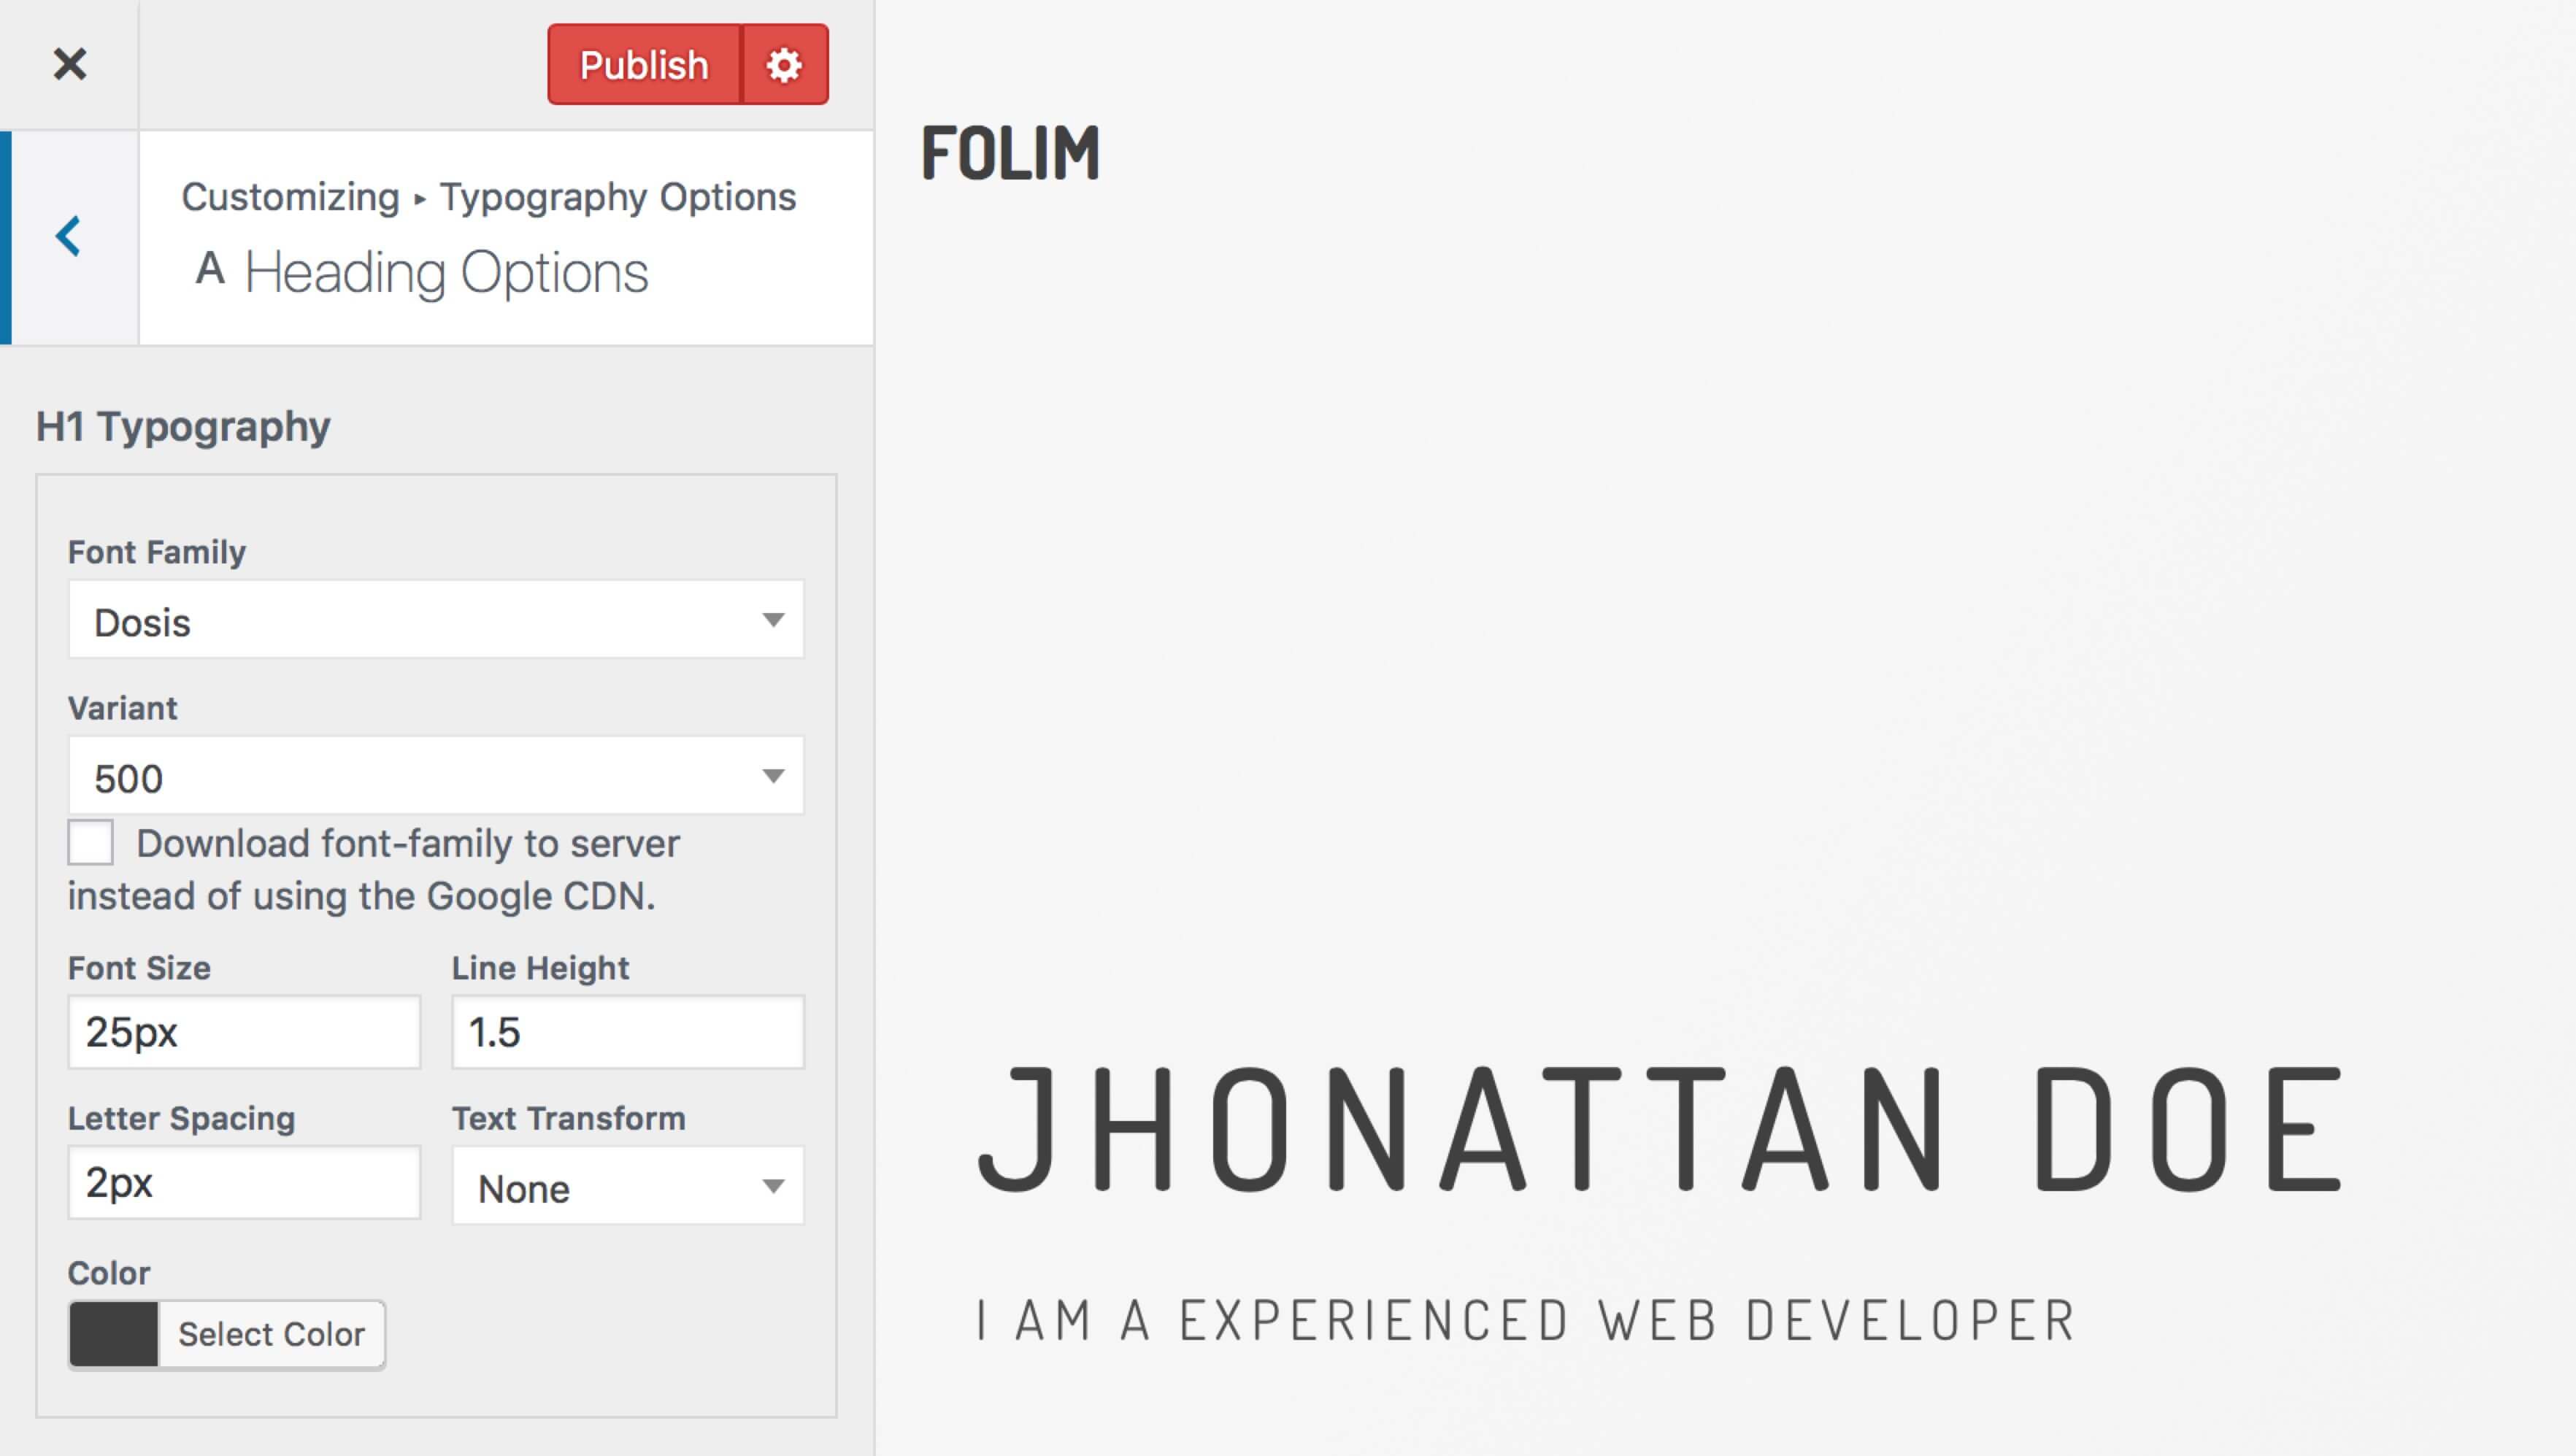 Publish
Customizing ▸ Typography Options
A Heading Options
H1 Typography
Font Family
Dosis
Variant
500
Download font-family to server
instead of using the Google CDN.
Font Size Line Height
25px 1.5
Letter Spacing Text Transform
2px None
Color
Select Color
FOLIM
JHONATTAN DOE
I AM A EXPERIENCED WEB DEVELOPER